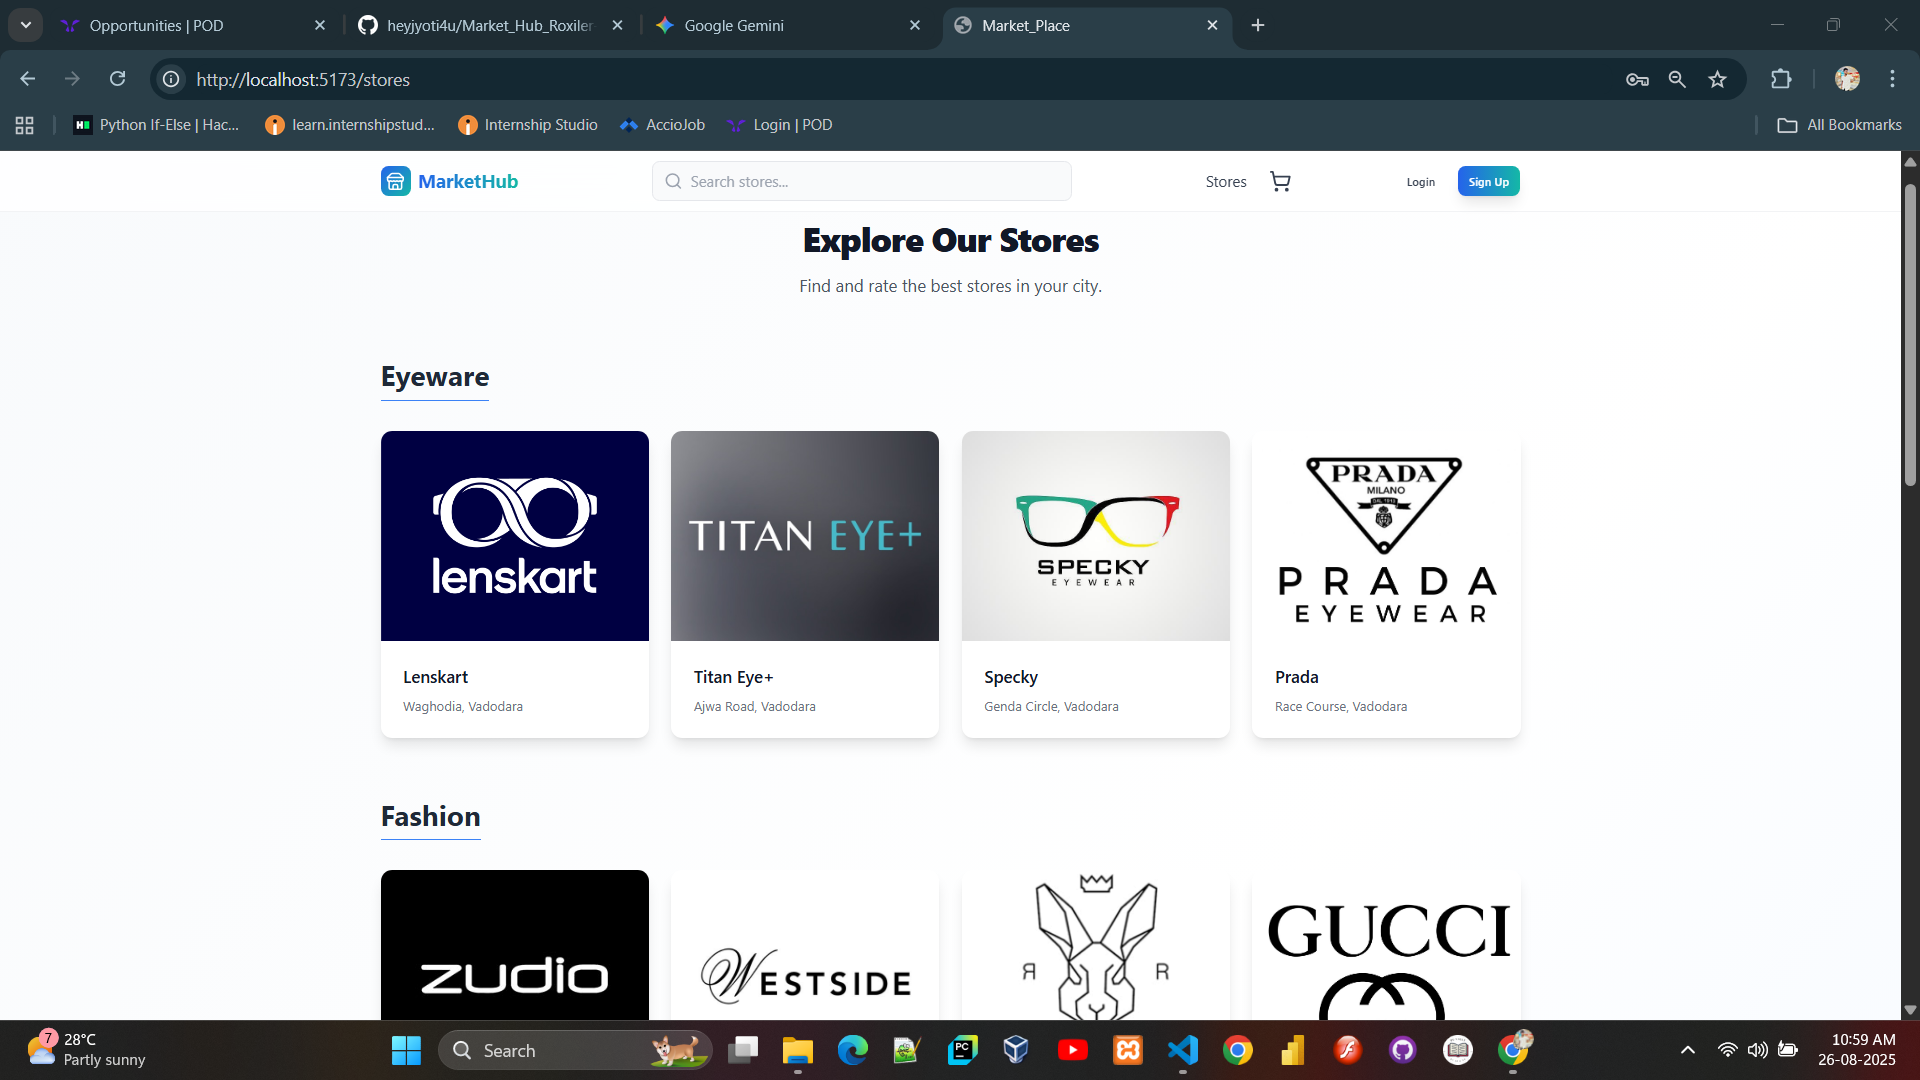 Opportunities | POD
heyjyoti4u/Market_Hub_Roxiler
Google Gemini
Market_Place
http://localhost:5173/stores
Python If-Else | Hac...
learn.internshipstud...
Internship Studio
AccioJob
Login | POD
All Bookmarks
MarketHub
Search stores...
Stores
Login
Sign Up
Explore Our Stores
Find and rate the best stores in your city.
Eyeware
lenskart
TITAN EYE+
SPECKY
EYEWEAR
PRADA
MILANO
PRADA
EYEWEAR
Lenskart
Waghodia, Vadodara
Titan Eye+
Ajwa Road, Vadodara
Specky
Genda Circle, Vadodara
Prada
Race Course, Vadodara
Fashion
zudio
WESTSIDE
Я R
GUCCI
7
28°C
Partly sunny
Search
PC
10:59 AM
26-08-2025